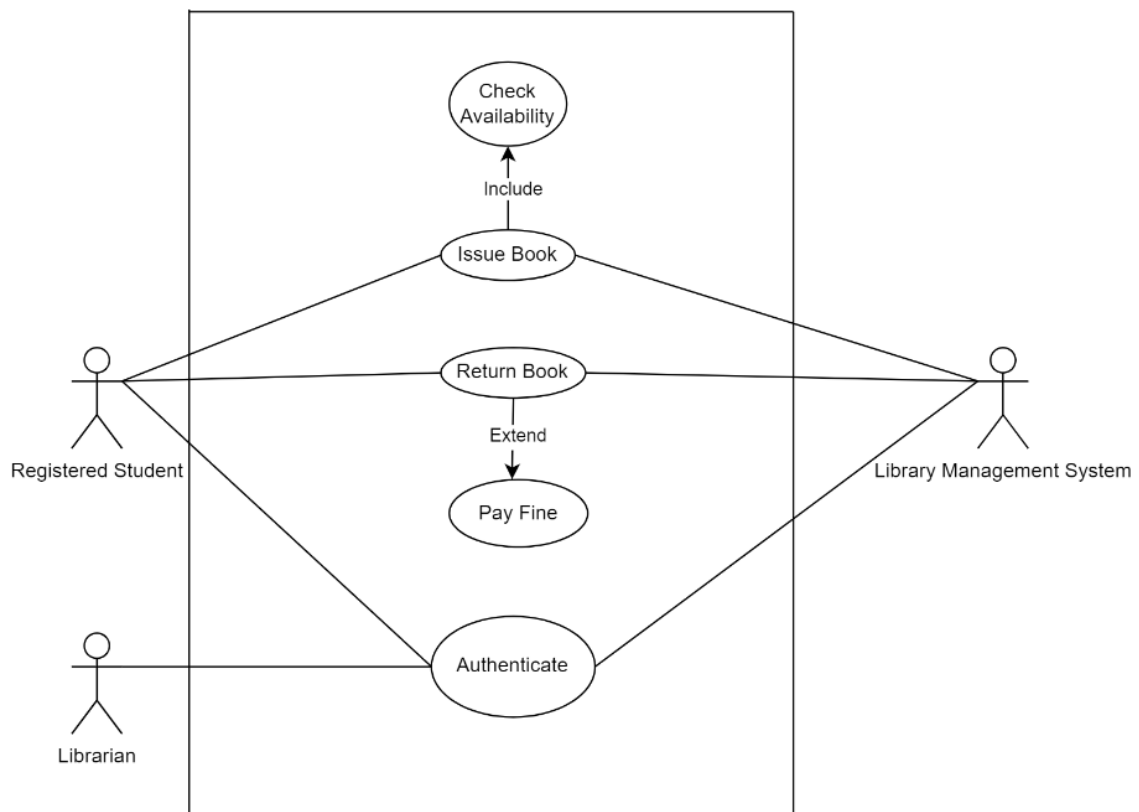 Check
Availability
Include
Issue Book
Return Book
Extend
Registered Student
Library Management System
Pay Fine
Authenticate
Librarian